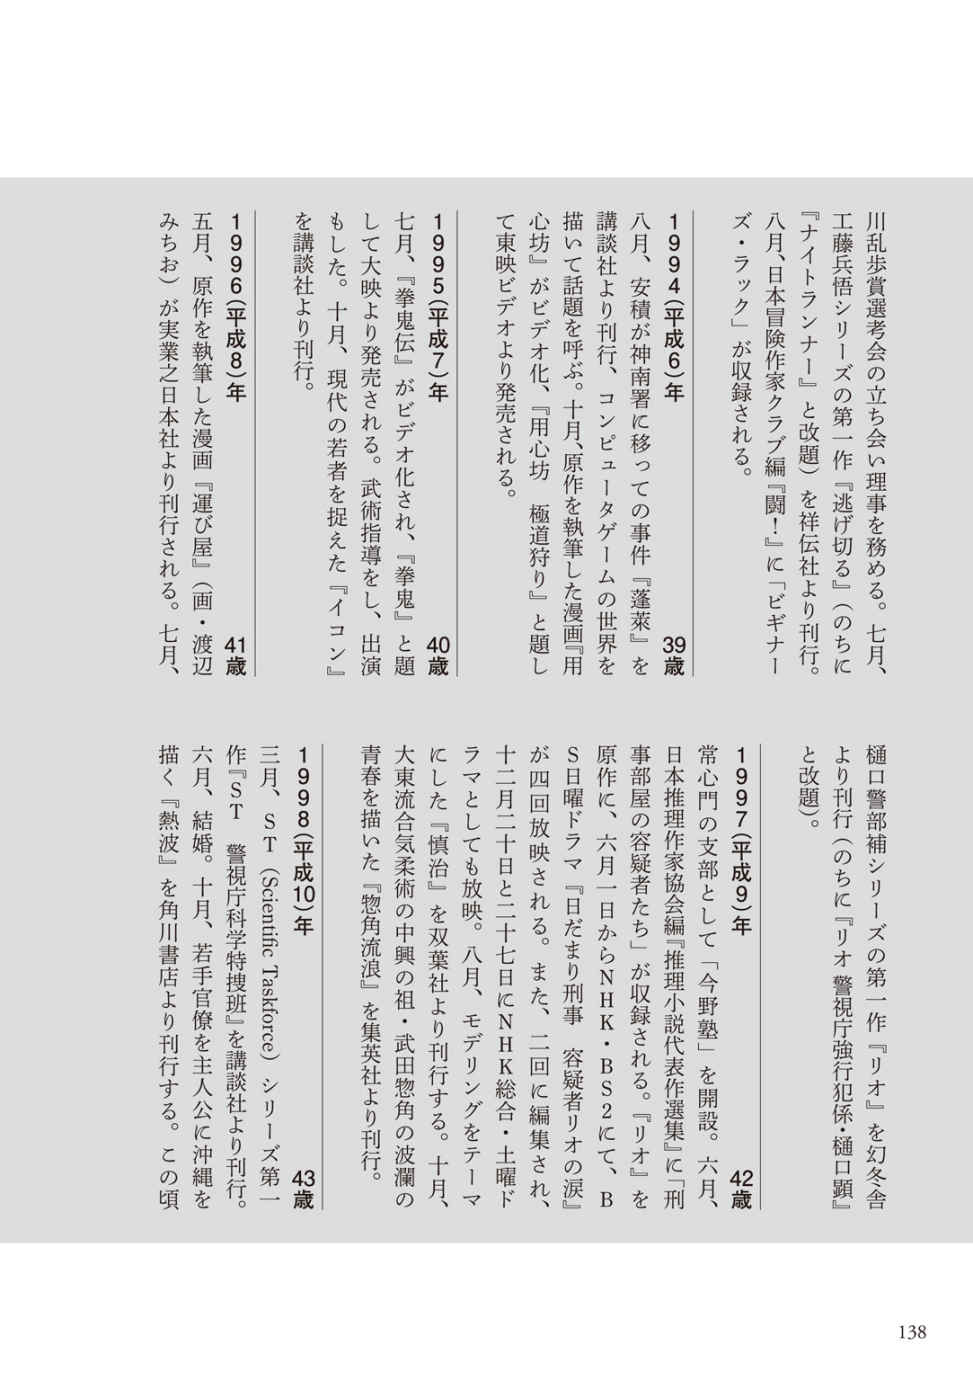 川乱歩賞選考会の立ち会い理事を務める。七月、
工藤兵悟シリーズの第一作『逃げ切る』（のちに
『ナイトランナー』と改題）を祥伝社より刊行。
八月、日本冒険作家クラブ編『闘！』に「ビギナー
ズ・ラック」が収録される。
1994（平成6）年 39歳
八月、安積が神南署に移っての事件『蓬萊』を
講談社より刊行、コンピュータゲームの世界を
描いて話題を呼ぶ。十月、原作を執筆した漫画『用
心坊』がビデオ化、『用心坊　極道狩り』と題し
て東映ビデオより発売される。
1995（平成7）年 40歳
七月、『拳鬼伝』がビデオ化され、『拳鬼』と題
して大映より発売される。武術指導をし、出演
もした。十月、現代の若者を捉えた『イコン』
を講談社より刊行。
1996（平成8）年 41歳
五月、原作を執筆した漫画『運び屋』（画・渡辺
みちお）が実業之日本社より刊行される。七月、
樋口警部補シリーズの第一作『リオ』を幻冬舎
より刊行（のちに『リオ 警視庁強行犯係・樋口顕』
と改題）。
1997（平成9）年 42歳
常心門の支部として「今野塾」を開設。六月、
日本推理作家協会編『推理小説代表作選集』に「刑
事部屋の容疑者たち」が収録される。『リオ』を
原作に、六月一日からNHK・BS2にて、B
S日曜ドラマ『日だまり刑事　容疑者リオの涙』
が四回放映される。また、二回に編集され、
十二月二十日と二十七日にNHK総合・土曜ド
ラマとしても放映。八月、モデリングをテーマ
にした『慎治』を双葉社より刊行する。十月、
大東流合気柔術の中興の祖・武田惣角の波瀾の
青春を描いた『惣角流浪』を集英社より刊行。
1998（平成10）年 43歳
三月、ST（Scientific Taskforce）シリーズ第一
作『ST　警視庁科学特捜班』を講談社より刊行。
六月、結婚。十月、若手官僚を主人公に沖縄を
描く『熱波』を角川書店より刊行する。この頃
138